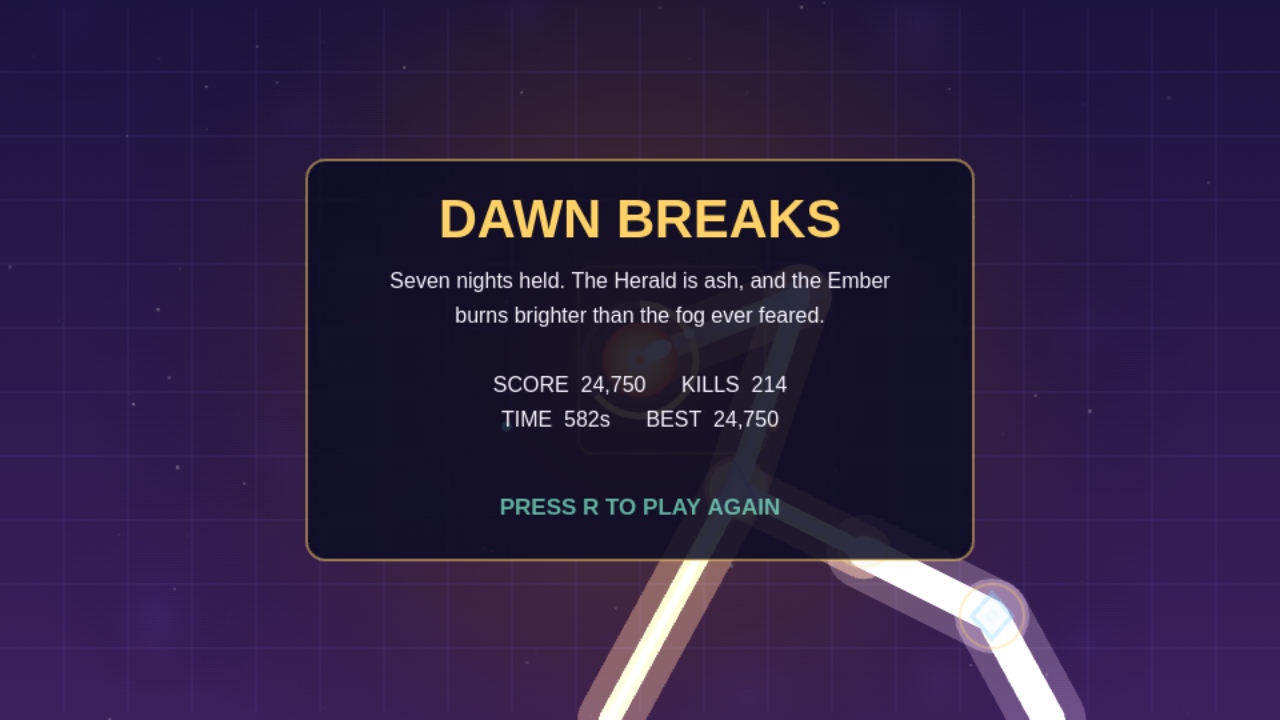 DAWN BREAKS
Seven nights held. The Herald is ash, and the Ember
burns brighter than the fog ever feared.
SCORE 24,750 KILLS 214
TIME 582s BEST 24,750
PRESS R TO PLAY AGAIN